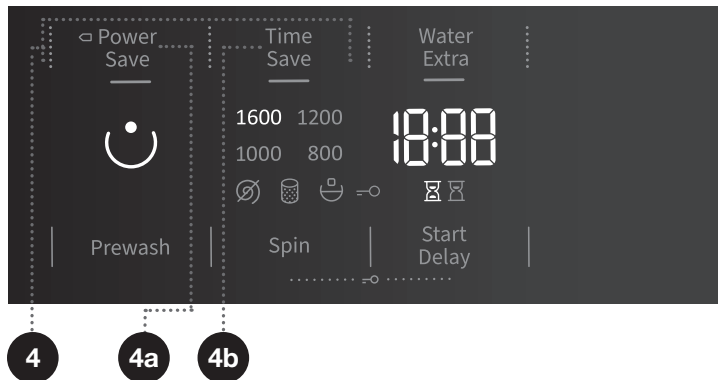 Power
Save
Time
Save
Water
Extra
1600 1200
1000 800
18:88
Prewash
Spin
Start
Delay
4
4a
4b